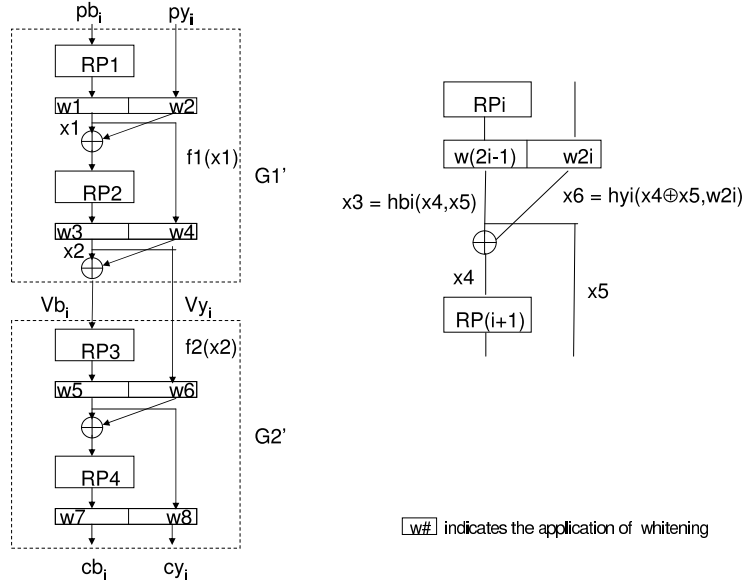 pb_i py_i
RP1
w1 w2
x1
f1(x1)
G1'
RP2
w3 w4
x2
Vb_i Vy_i
RP3
f2(x2)
w5 w6
G2'
RP4
w7 w8
cb_i cy_i
RPi
w(2i-1) w2i
x3 = hbi(x4,x5)
x6 = hyi(x4⊕x5,w2i)
x4
x5
RP(i+1)
w# indicates the application of whitening